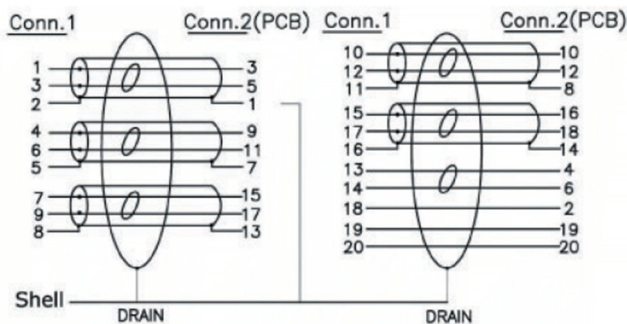 Conn.1 Conn.2(PCB) Conn.1 Conn.2(PCB)
1 3 10 10
3 5 12 12
2 1 11 8
4 9 15 16
6 11 17 18
5 7 16 14
7 15 13 4
9 17 14 6
8 13 18 2
19 19
20 20
Shell
DRAIN DRAIN